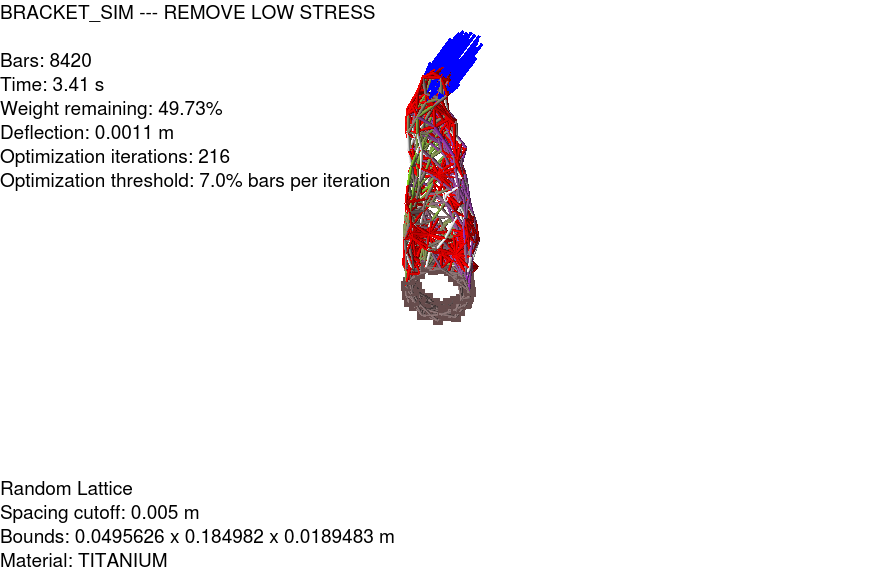 BRACKET_SIM --- REMOVE LOW STRESS
Bars: 8420
Time: 3.41 s
Weight remaining: 49.73%
Deflection: 0.0011 m
Optimization iterations: 216
Optimization threshold: 7.0% bars per iteration
Random Lattice
Spacing cutoff: 0.005 m
Bounds: 0.0495626 x 0.184982 x 0.0189483 m
Material: TITANIUM